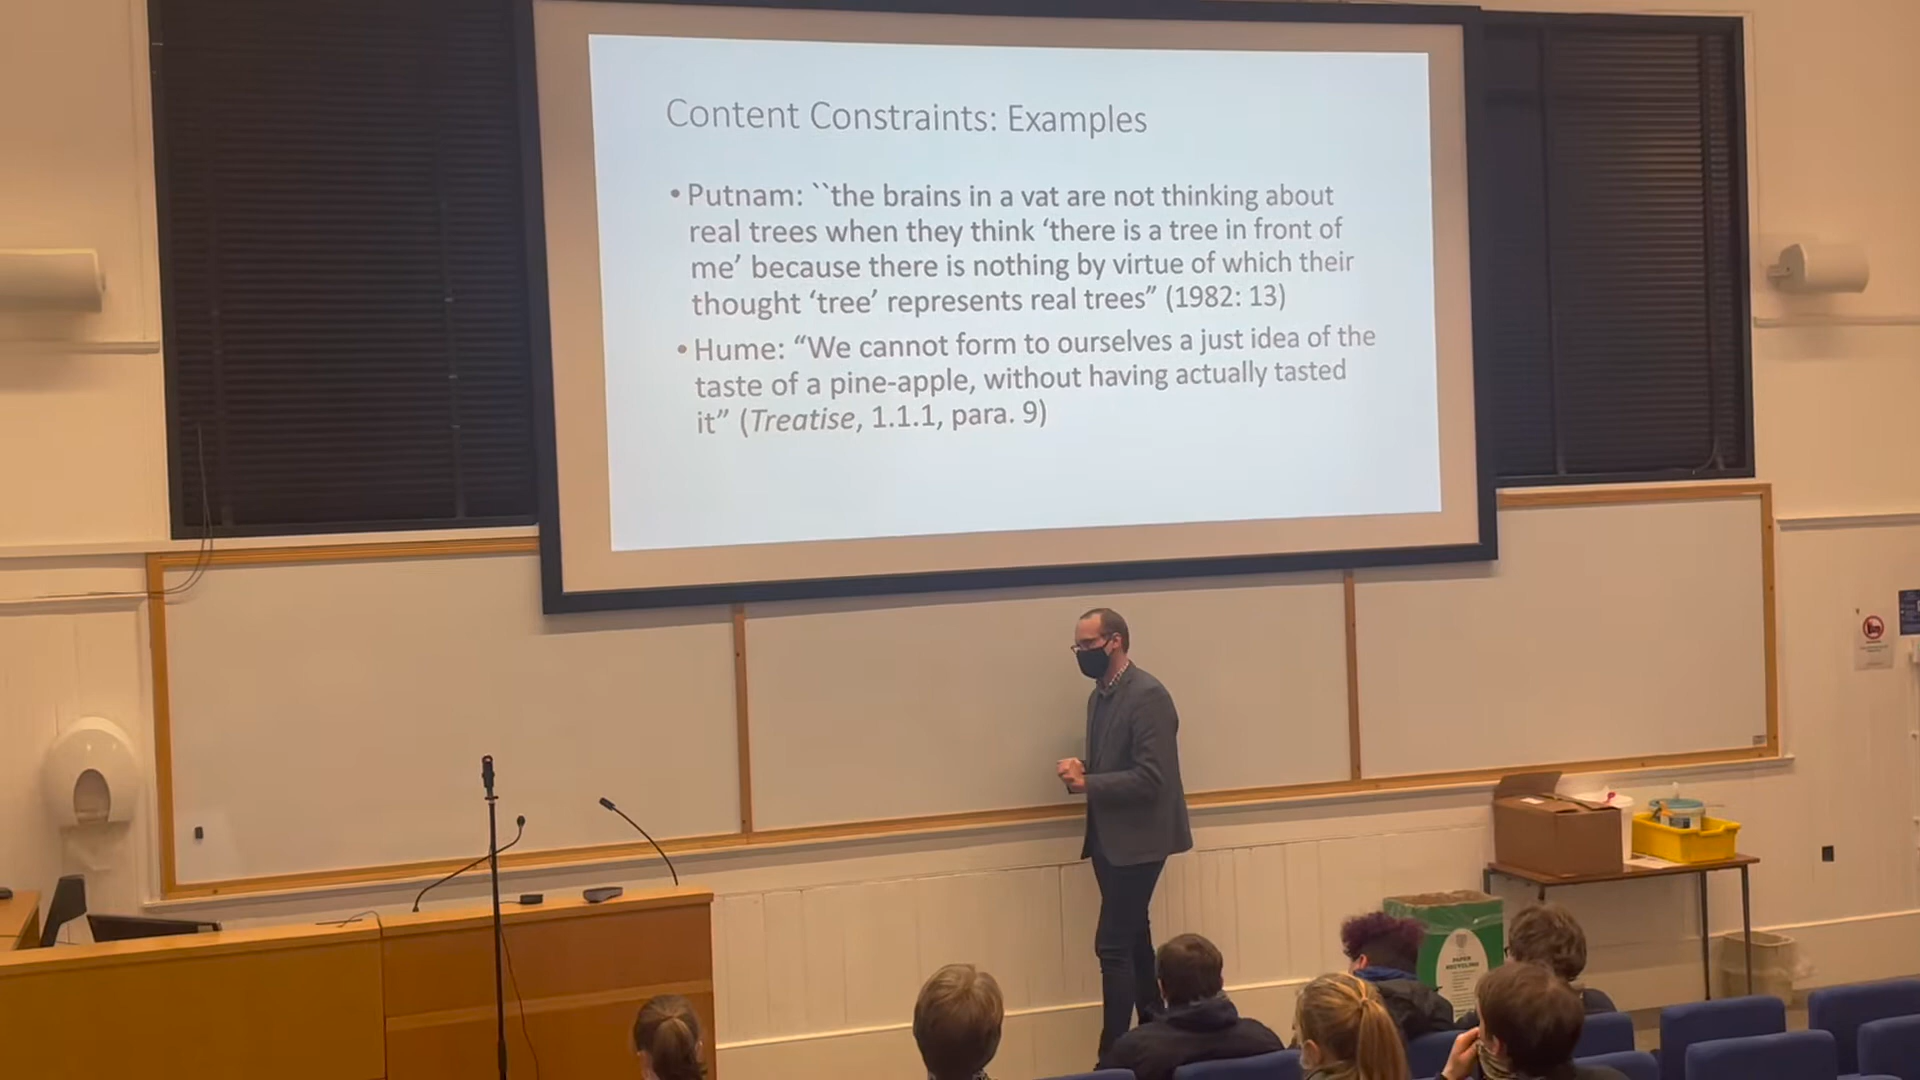 Content Constraints: Examples
• Putnam: ``the brains in a vat are not thinking about
real trees when they think ‘there is a tree in front of
me’ because there is nothing by virtue of which their
thought ‘tree’ represents real trees” (1982: 13)
• Hume: “We cannot form to ourselves a just idea of the
taste of a pine-apple, without having actually tasted
it” (Treatise, 1.1.1, para. 9)
PAPER
RECYCLING